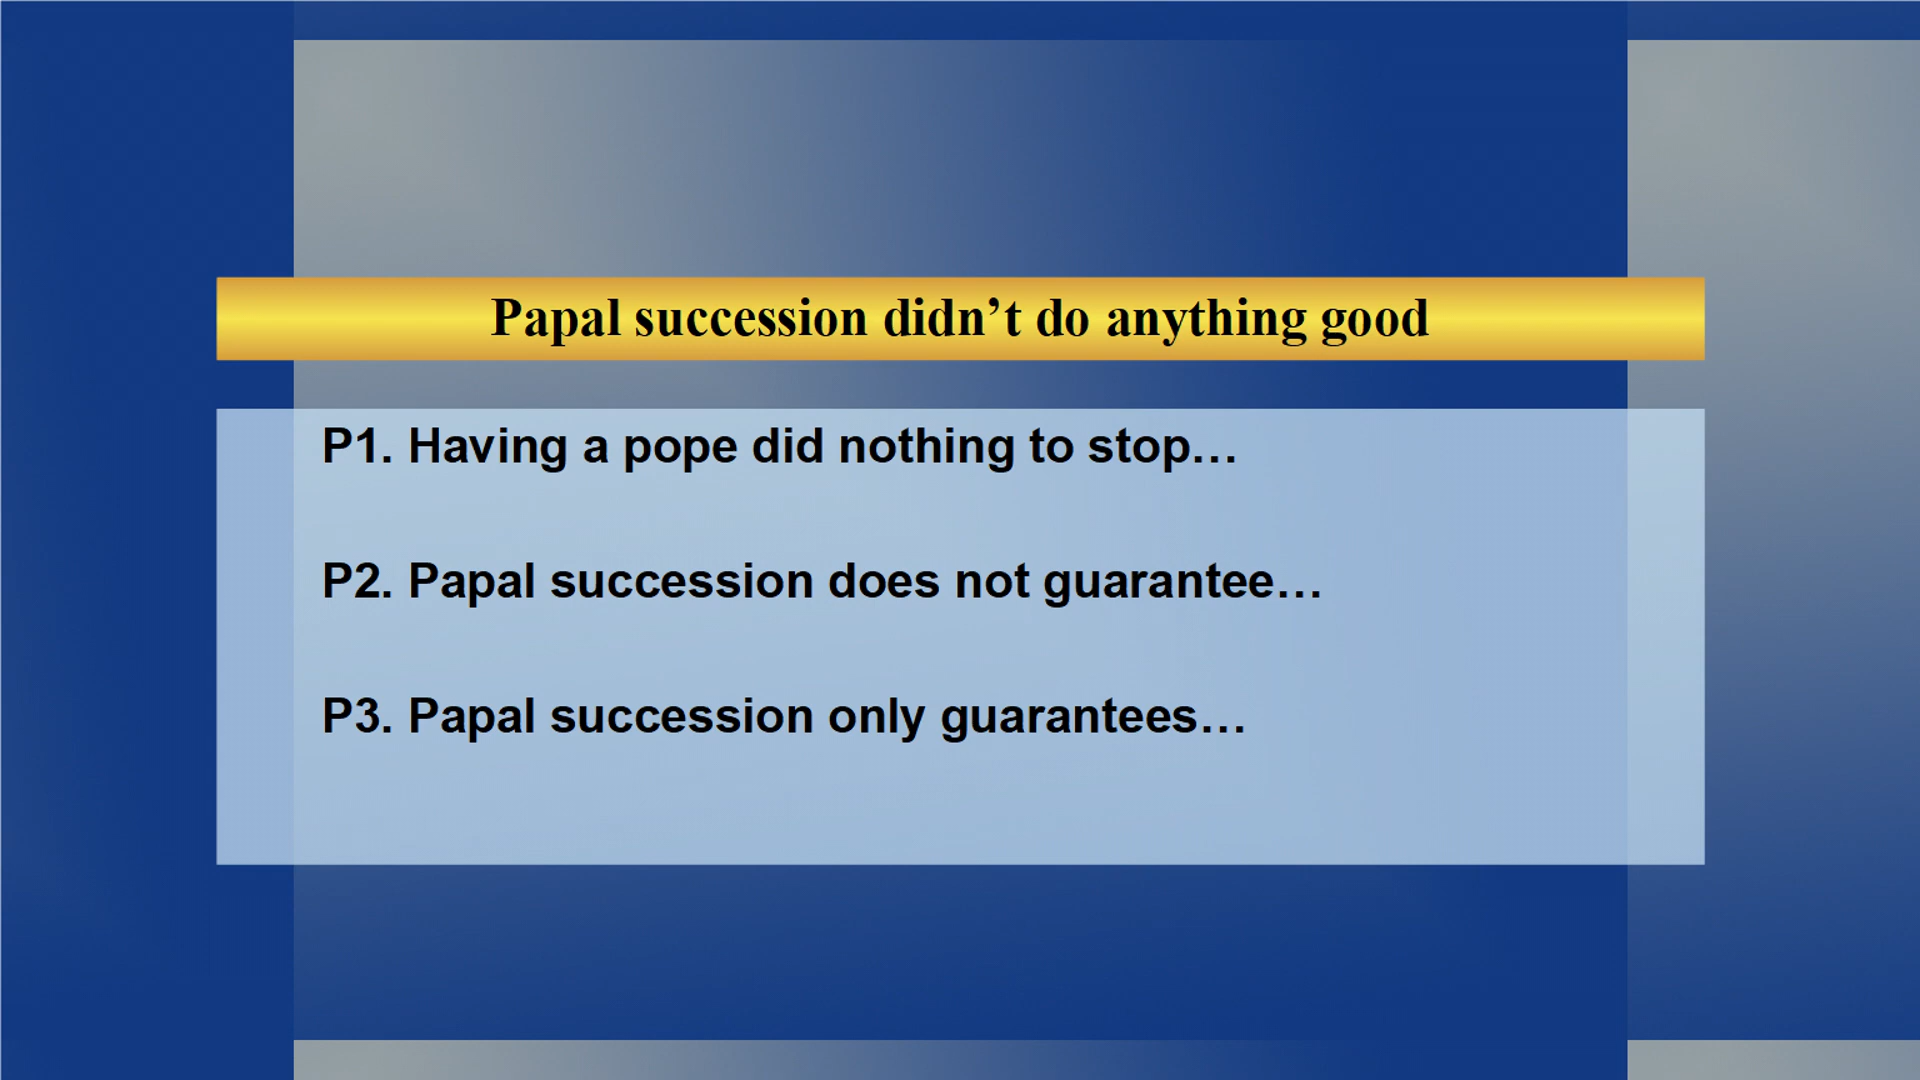 Papal succession didn’t do anything good
P1. Having a pope did nothing to stop…
P2. Papal succession does not guarantee…
P3. Papal succession only guarantees…